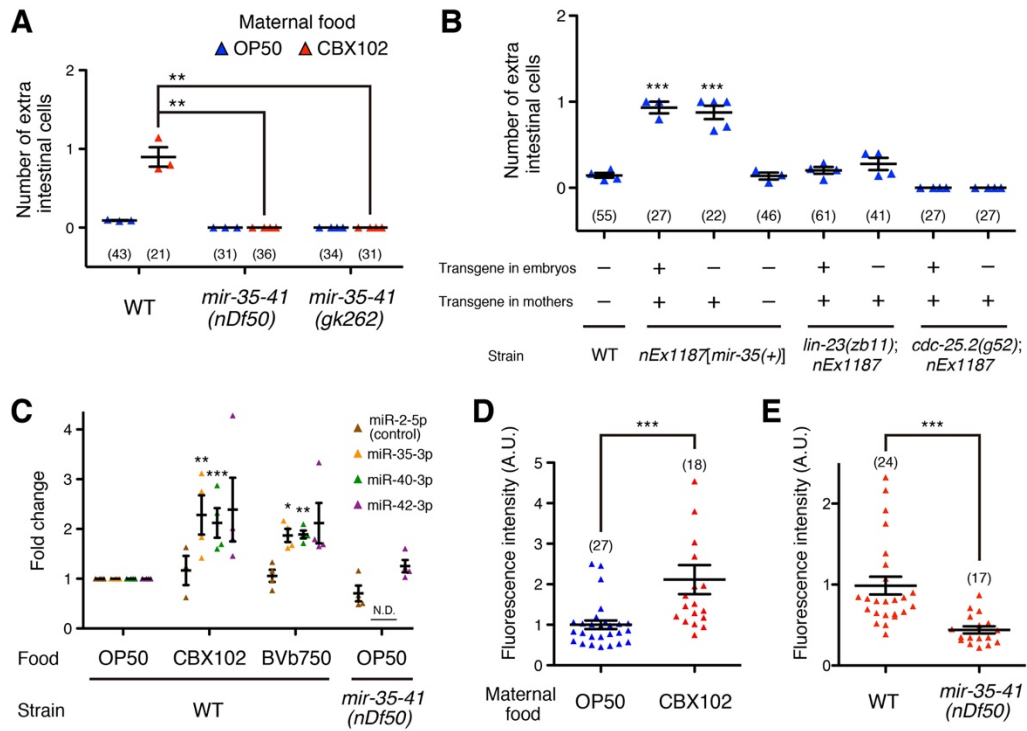 A
Maternal food
▲ OP50 ▲ CBX102
Number of extra
intestinal cells
2
1
0
**
**
(43) (21) (31) (36) (34) (31)
WT
mir-35-41
(nDf50)
mir-35-41
(gk262)
B
Number of extra
intestinal cells
2
1
0
*** ***
(55) (27) (22) (46) (61) (41) (27) (27)
Transgene in embryos − + − − + − + −
Transgene in mothers − + + − + + + +
Strain
WT
nEx1187[mir-35(+)]
lin-23(zb11);
nEx1187
cdc-25.2(g52);
nEx1187
C
Fold change
4
3
2
1
0
** *** * **
N.D.
miR-2-5p
(control)
miR-35-3p
miR-40-3p
miR-42-3p
Food OP50 CBX102 BVb750 OP50
Strain WT mir-35-41
(nDf50)
D
Fluorescence intensity (A.U.)
5
4
3
2
1
0
***
(27) (18)
Maternal
food
OP50 CBX102
E
Fluorescence intensity (A.U.)
2
1
0
***
(24) (17)
WT mir-35-41
(nDf50)